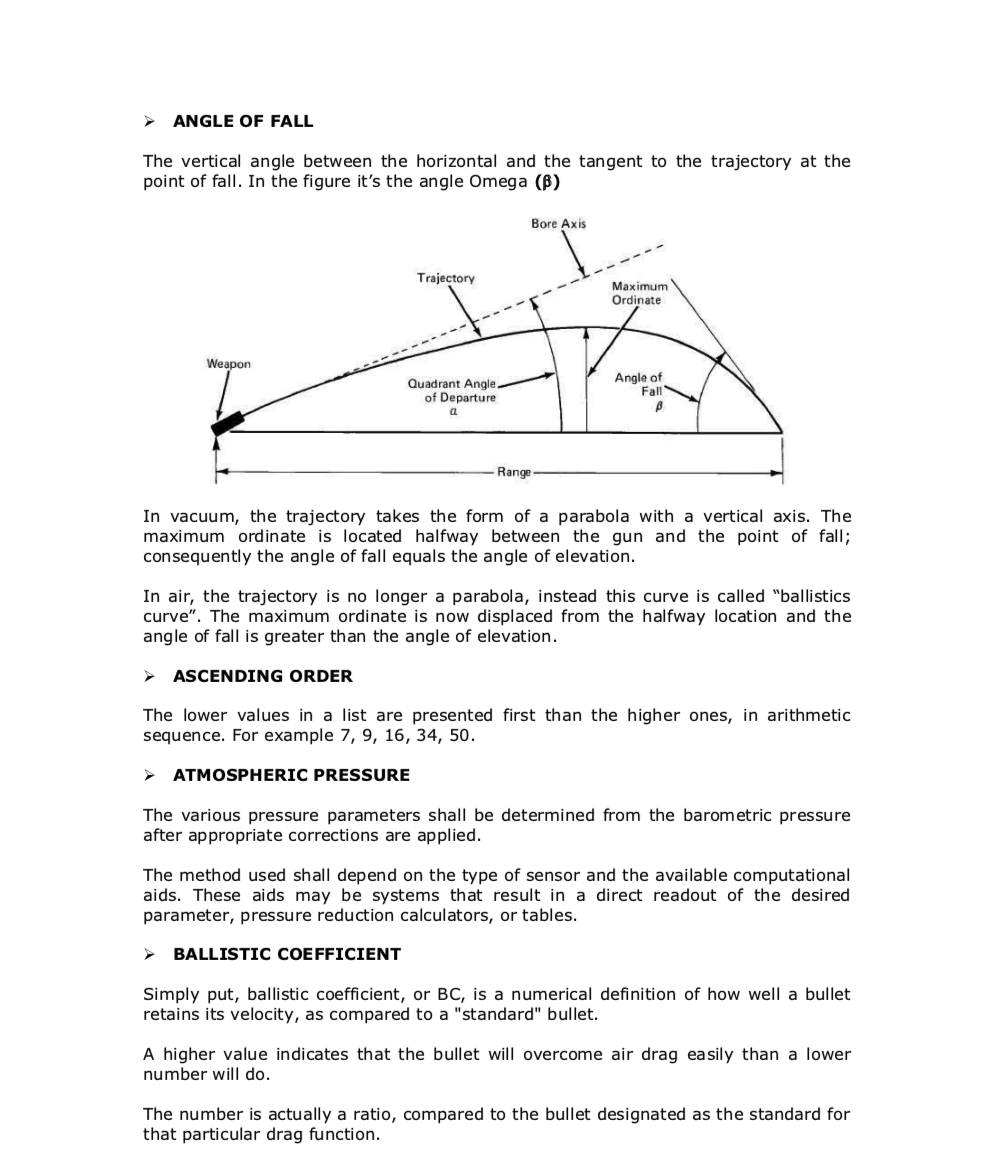 ➢ ANGLE OF FALL
The vertical angle between the horizontal and the tangent to the trajectory at the
point of fall. In the figure it’s the angle Omega (β)
Bore Axis
Trajectory
Maximum
Ordinate
Weapon
Quadrant Angle
of Departure
α
Angle of
Fall
β
Range
In vacuum, the trajectory takes the form of a parabola with a vertical axis. The
maximum ordinate is located halfway between the gun and the point of fall;
consequently the angle of fall equals the angle of elevation.
In air, the trajectory is no longer a parabola, instead this curve is called “ballistics
curve”. The maximum ordinate is now displaced from the halfway location and the
angle of fall is greater than the angle of elevation.
➢ ASCENDING ORDER
The lower values in a list are presented first than the higher ones, in arithmetic
sequence. For example 7, 9, 16, 34, 50.
➢ ATMOSPHERIC PRESSURE
The various pressure parameters shall be determined from the barometric pressure
after appropriate corrections are applied.
The method used shall depend on the type of sensor and the available computational
aids. These aids may be systems that result in a direct readout of the desired
parameter, pressure reduction calculators, or tables.
➢ BALLISTIC COEFFICIENT
Simply put, ballistic coefficient, or BC, is a numerical definition of how well a bullet
retains its velocity, as compared to a "standard" bullet.
A higher value indicates that the bullet will overcome air drag easily than a lower
number will do.
The number is actually a ratio, compared to the bullet designated as the standard for
that particular drag function.